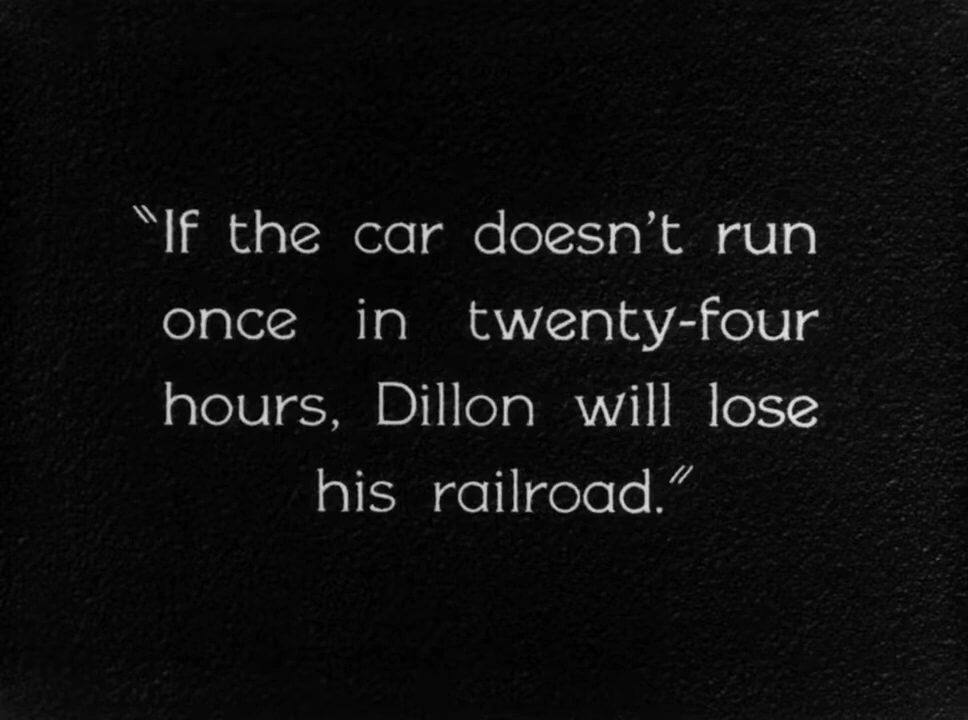 "If the car doesn't run
once in twenty-four
hours, Dillon will lose
his railroad."